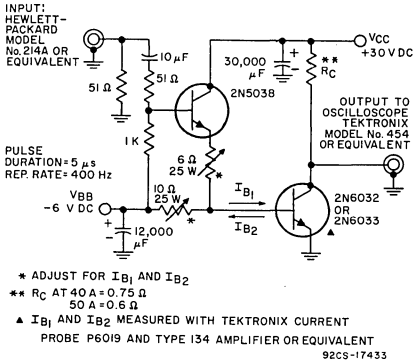 INPUT:
HEWLETT-
PACKARD
MODEL
No. 214A OR
EQUIVALENT
10 µF
51 Ω
51 Ω
30,000
µF
+
−
**
RC
VCC
+30 V DC
2N5038
OUTPUT TO
OSCILLOSCOPE
TEKTRONIX
MODEL No. 454
OR EQUIVALENT
1 K
6 Ω
25 W
*
PULSE
DURATION = 5 µs
REP. RATE = 400 Hz
VBB
−6 V DC
10 Ω
25 W
*
IB1
IB2
2N6032
OR
2N6033
▲
+
−
12,000
µF
* ADJUST FOR IB1 AND IB2
** RC AT 40 A = 0.75 Ω
50 A = 0.6 Ω
▲ IB1 AND IB2 MEASURED WITH TEKTRONIX CURRENT
PROBE P6019 AND TYPE 134 AMPLIFIER OR EQUIVALENT
92CS-17433